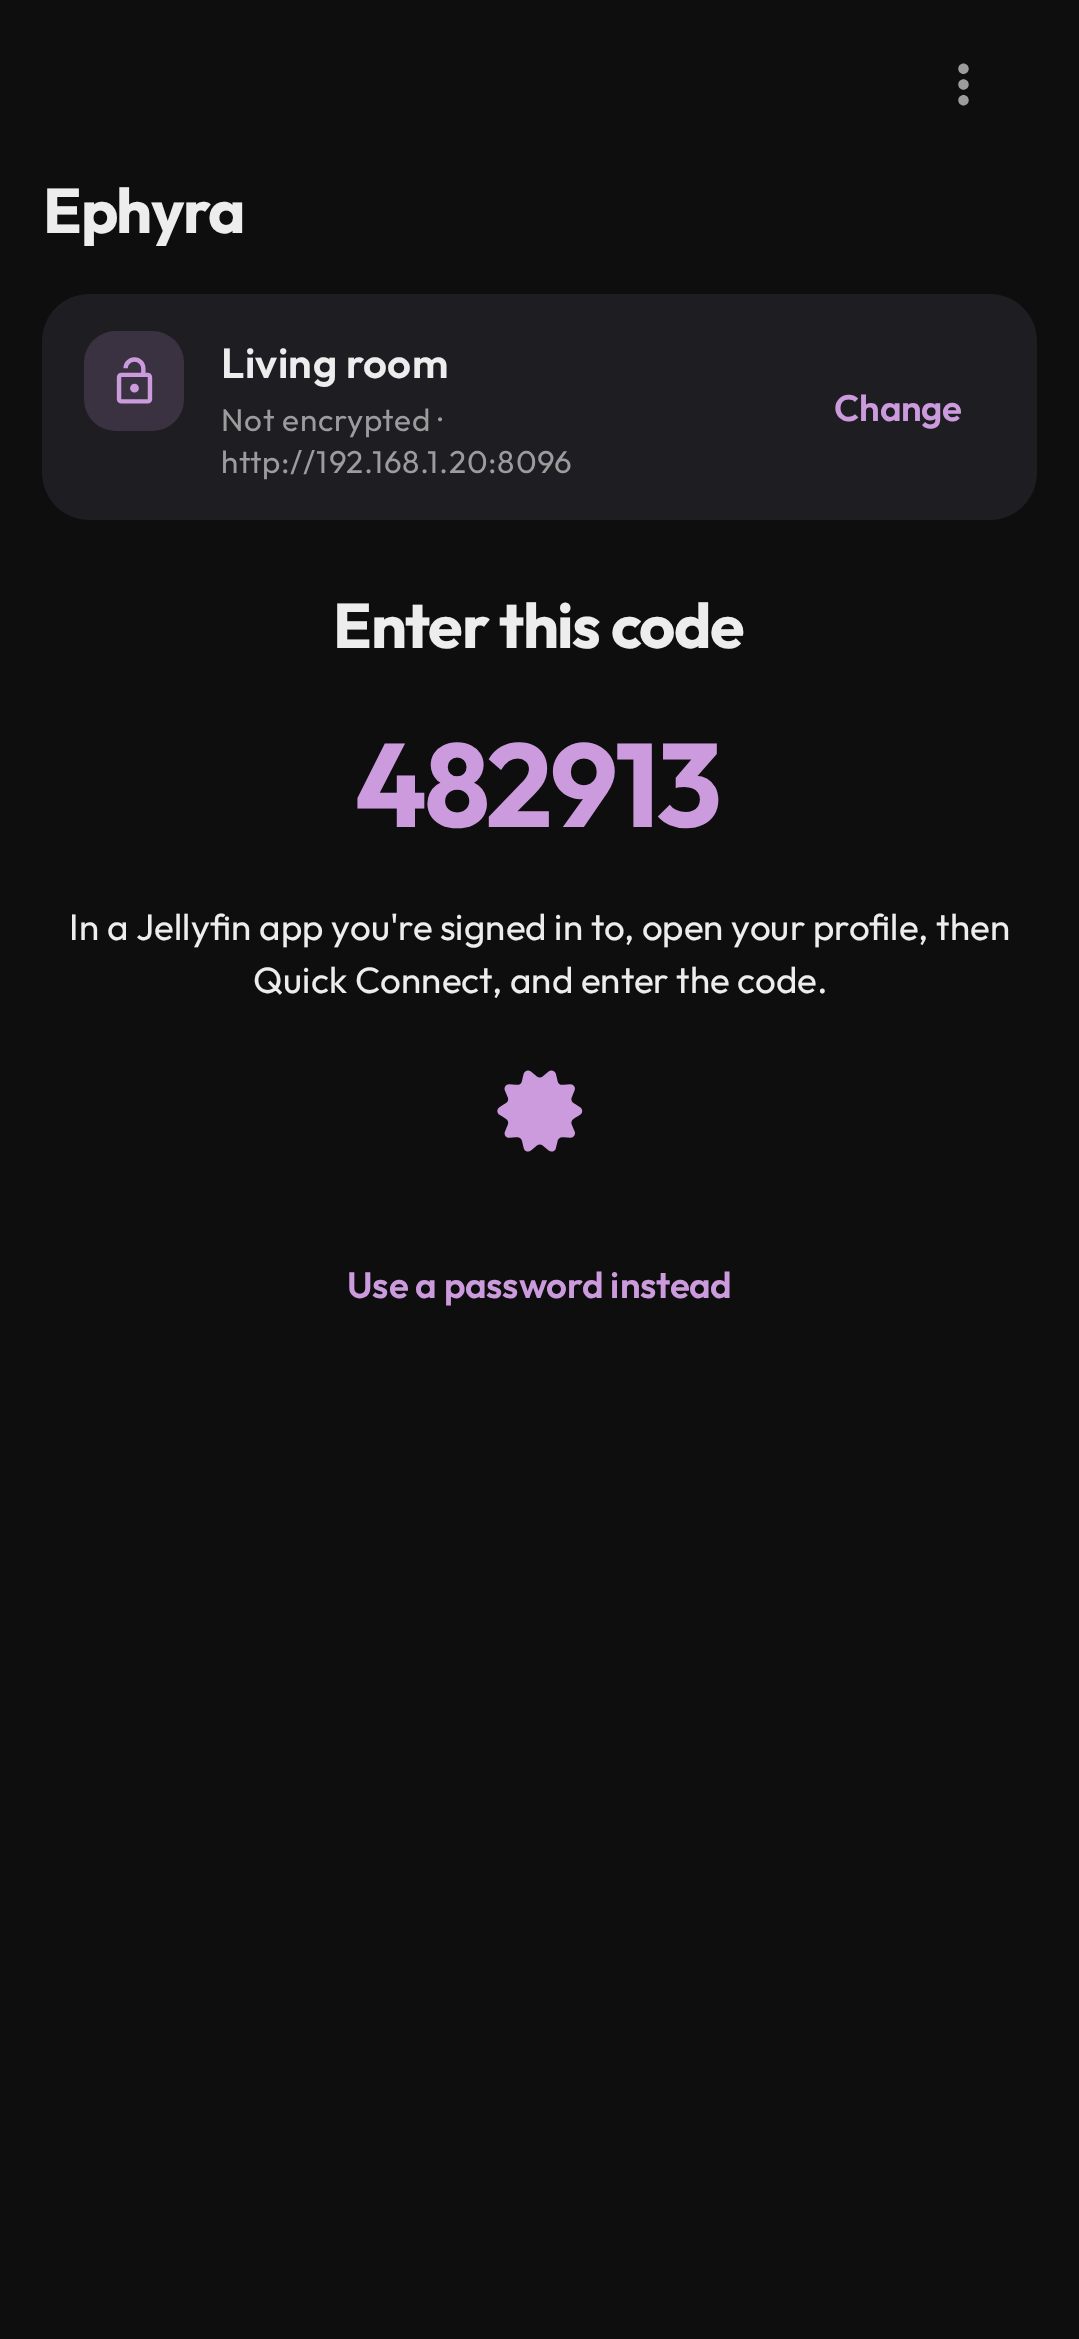 Ephyra
Living room
Not encrypted ·
http://192.168.1.20:8096
Change
Enter this code
482913
In a Jellyfin app you're signed in to, open your profile, then
Quick Connect, and enter the code.
Use a password instead